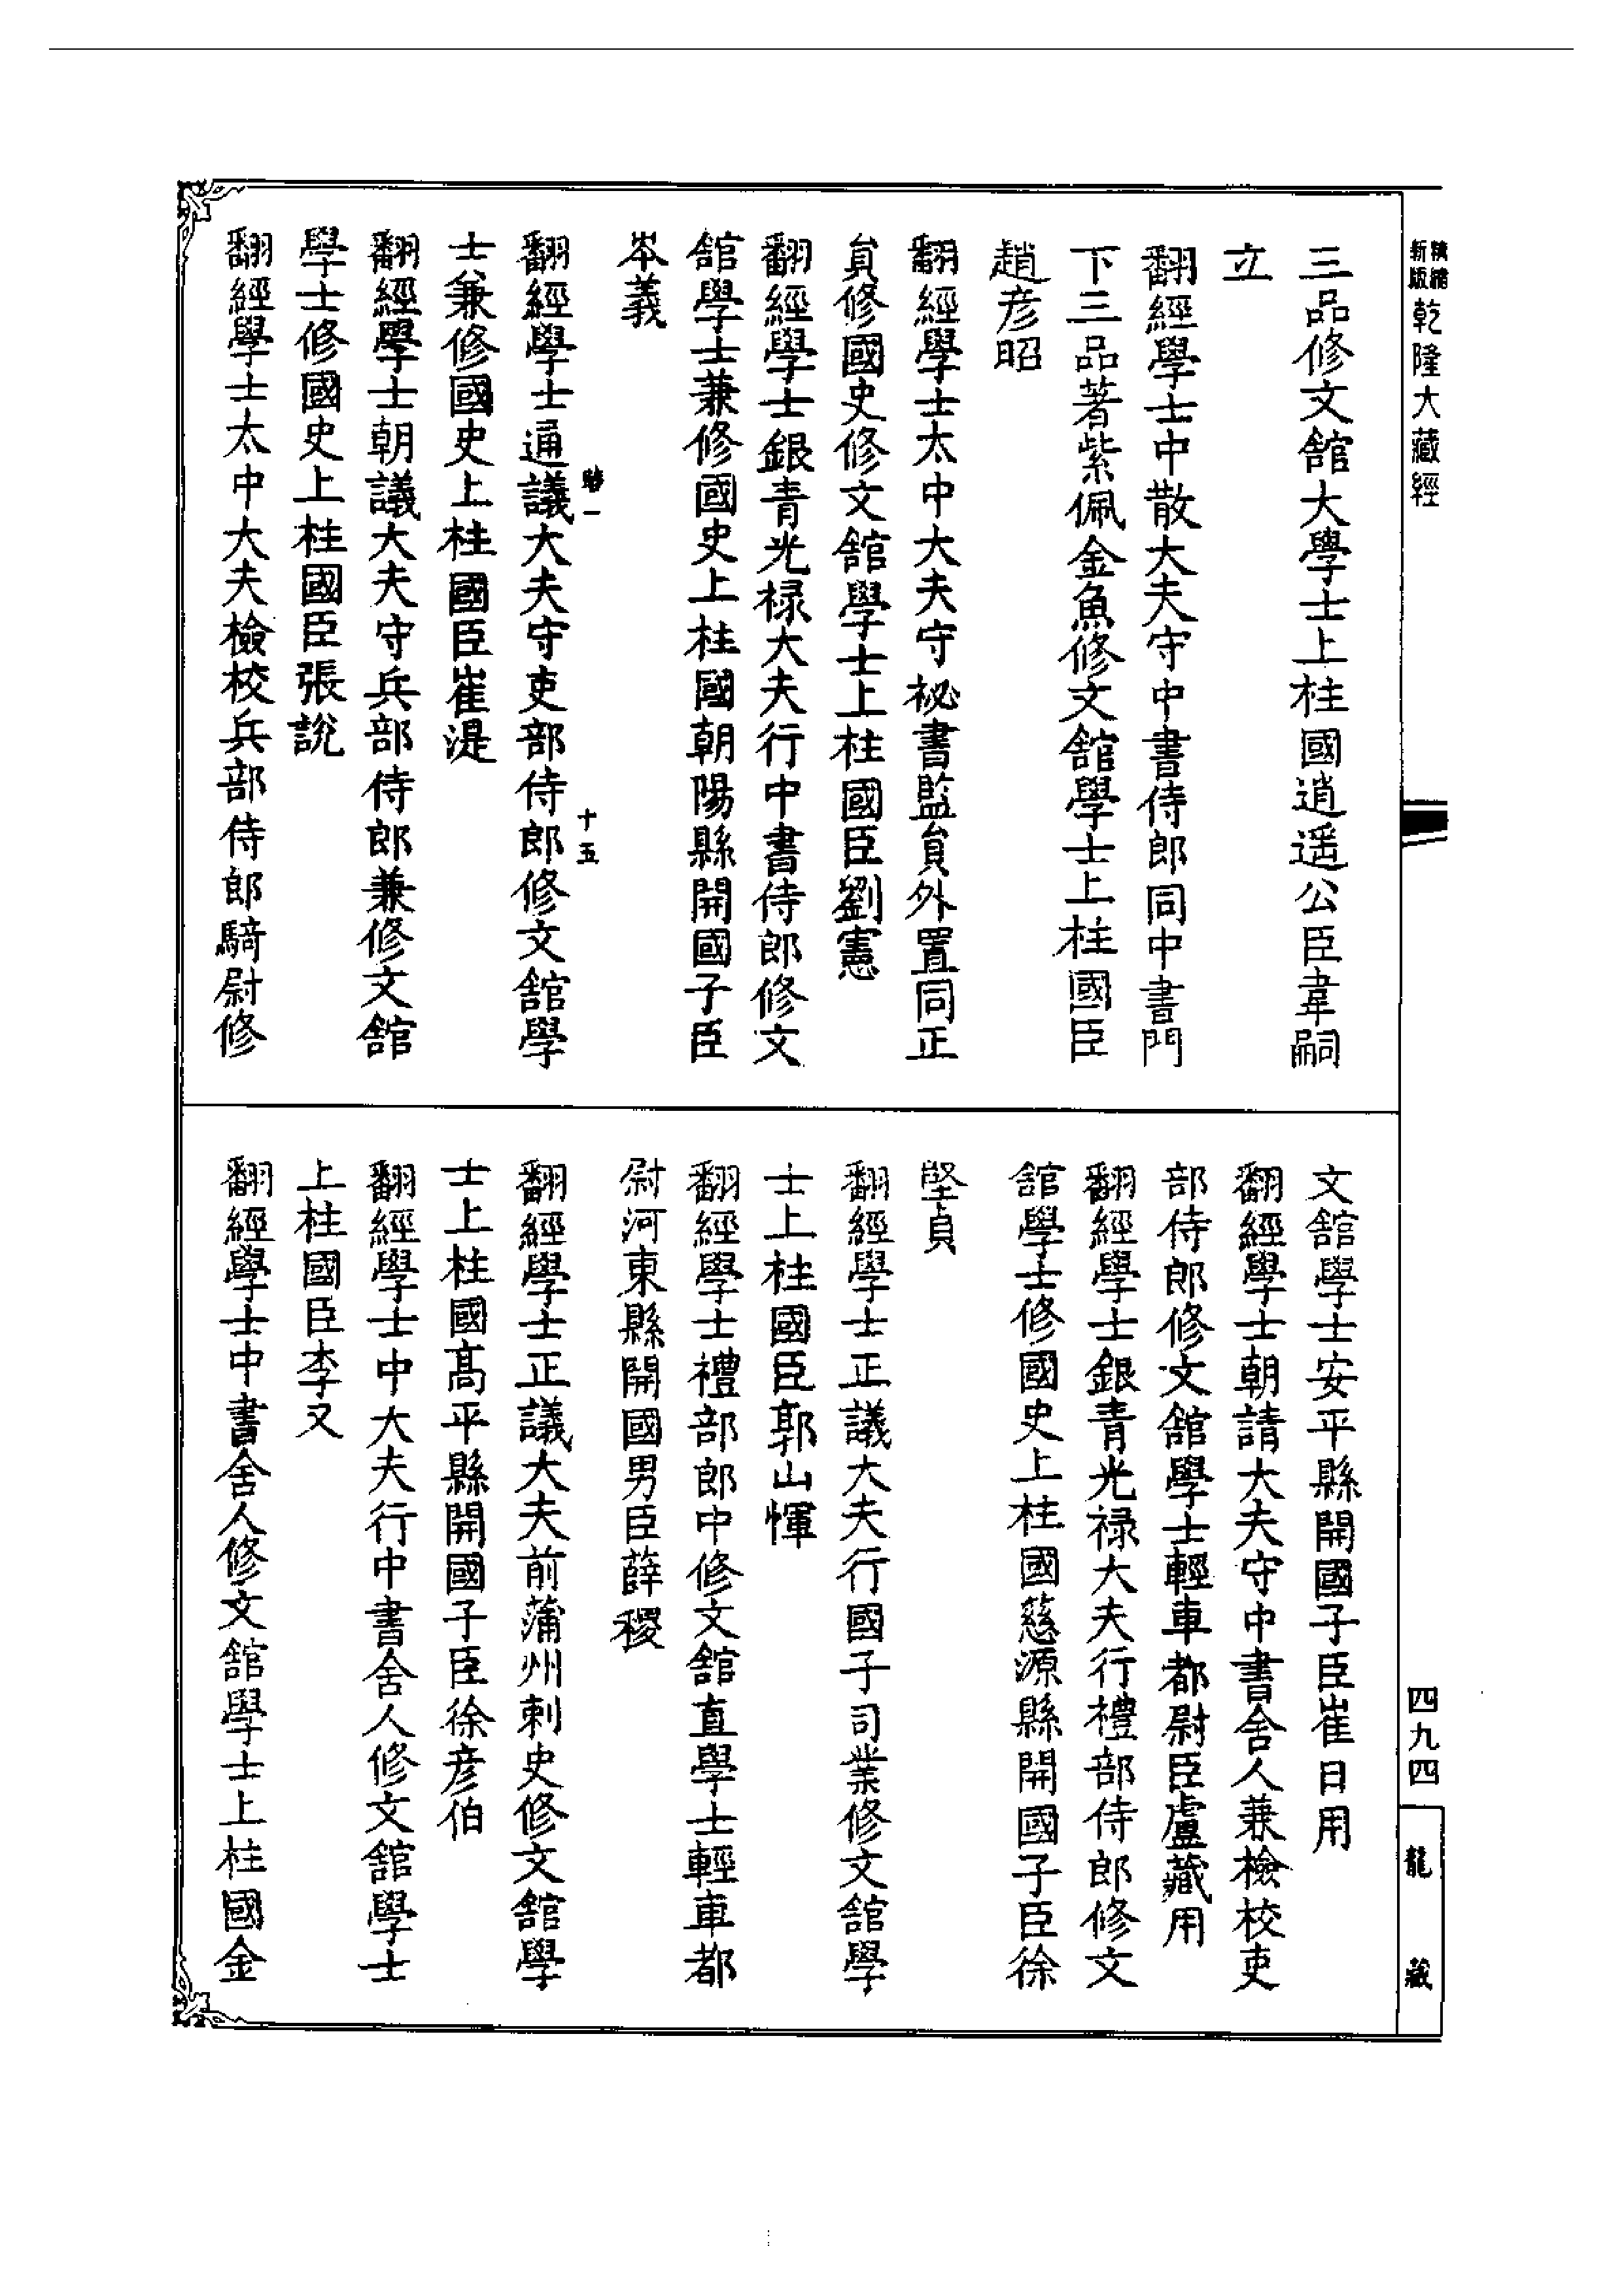 精縮新版乾隆大藏經
三品修文館大學士上柱國逍遥公臣韋嗣
立
翻經學士中散大夫守中書侍郎同中書門
下三品著紫佩金魚修文館學士上柱國臣
趙彦昭
翻經學士太中大夫守祕書監貟外置同正
貟修國史修文館學士上柱國臣劉憲
翻經學士銀青光禄大夫行中書侍郎修文
館學士兼修國史上柱國朝陽縣開國子臣
岑義
一 十五
翻經學士通議大夫守吏部侍郎修文館學
士兼修國史上柱國臣崔湜
翻經學士朝議大夫守兵部侍郎兼修文館
學士修國史上柱國臣張說
翻經學士太中大夫檢校兵部侍郎騎尉修
文館學士安平縣開國子臣崔日用
翻經學士朝請大夫守中書舍人兼檢校吏
部侍郎修文館學士輕車都尉臣盧藏用
翻經學士銀青光禄大夫行禮部侍郎修文
館學士修國史上柱國慈源縣開國子臣徐
堅貞
翻經學士正議大夫行國子司業修文館學
士上柱國臣郭山惲
翻經學士禮部郎中修文館直學士輕車都
尉河東縣開國男臣薛稷
翻經學士正議大夫前蒲州刺史修文館學
士上柱國高平縣開國子臣徐彦伯
翻經學士中大夫行中書舍人修文館學士
上柱國臣李又
翻經學士中書舍人修文館學士上柱國金
四九四
龍藏